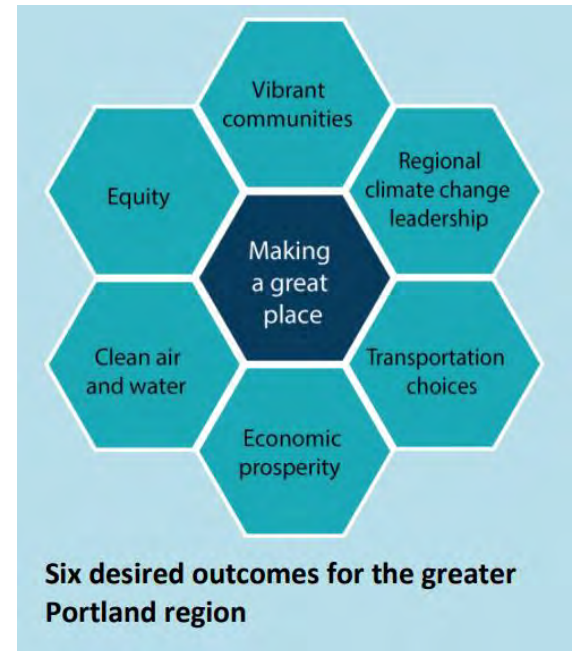 Vibrant
communities
Regional
climate change
leadership
Equity
Making
a great
place
Clean air
and water
Transportation
choices
Economic
prosperity
Six desired outcomes for the greater
Portland region